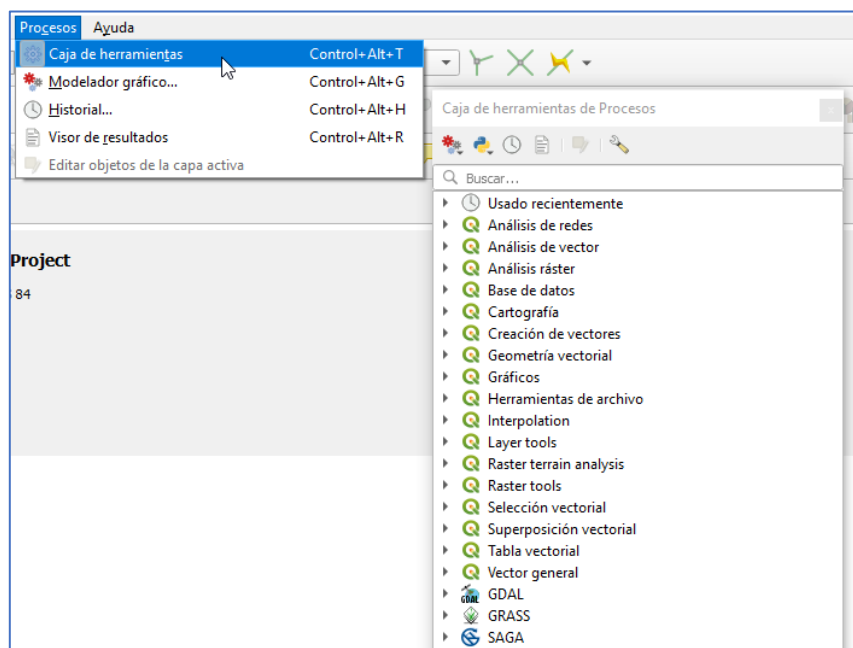 Procesos Ayuda
Caja de herramientas Control+Alt+T
Modelador gráfico... Control+Alt+G
Historial... Control+Alt+H
Visor de resultados Control+Alt+R
Editar objetos de la capa activa
Project
84
Caja de herramientas de Procesos
Buscar...
Usado recientemente
Análisis de redes
Análisis de vector
Análisis ráster
Base de datos
Cartografía
Creación de vectores
Geometría vectorial
Gráficos
Herramientas de archivo
Interpolation
Layer tools
Raster terrain analysis
Raster tools
Selección vectorial
Superposición vectorial
Tabla vectorial
Vector general
GDAL
GRASS
SAGA